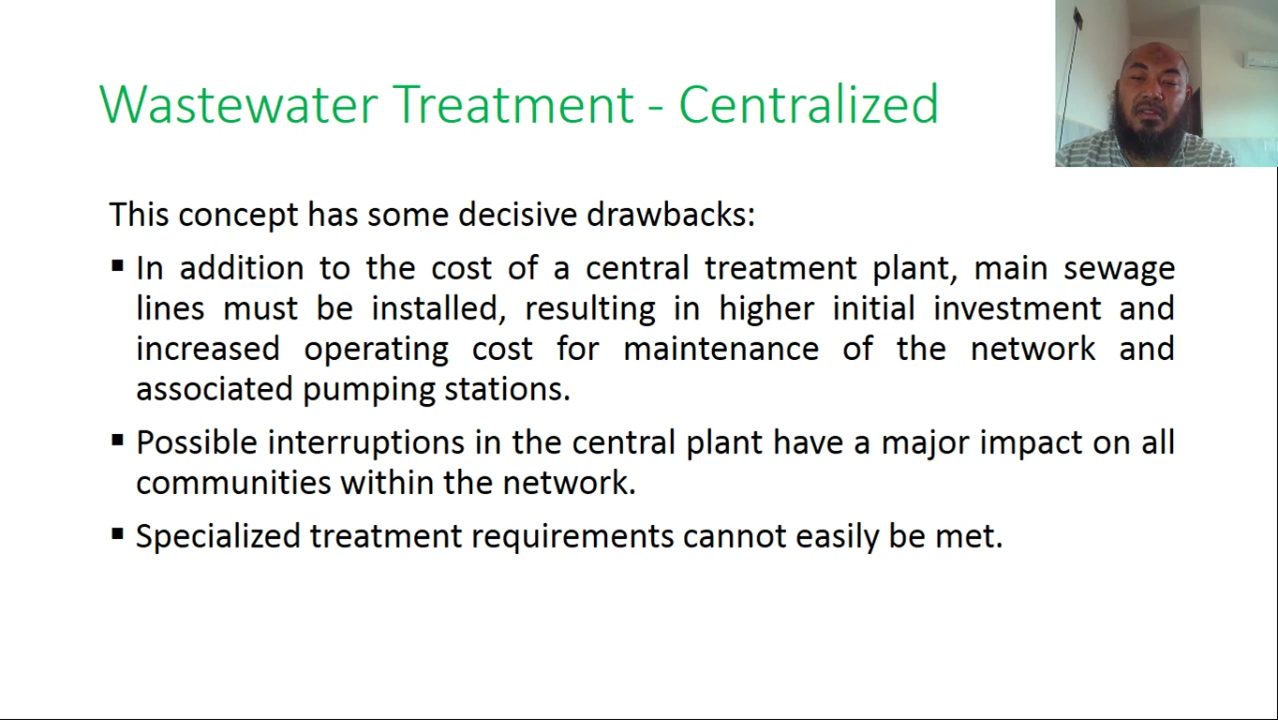 Wastewater Treatment - Centralized
This concept has some decisive drawbacks:
▪ In addition to the cost of a central treatment plant, main sewage
lines must be installed, resulting in higher initial investment and
increased operating cost for maintenance of the network and
associated pumping stations.
▪ Possible interruptions in the central plant have a major impact on all
communities within the network.
▪ Specialized treatment requirements cannot easily be met.